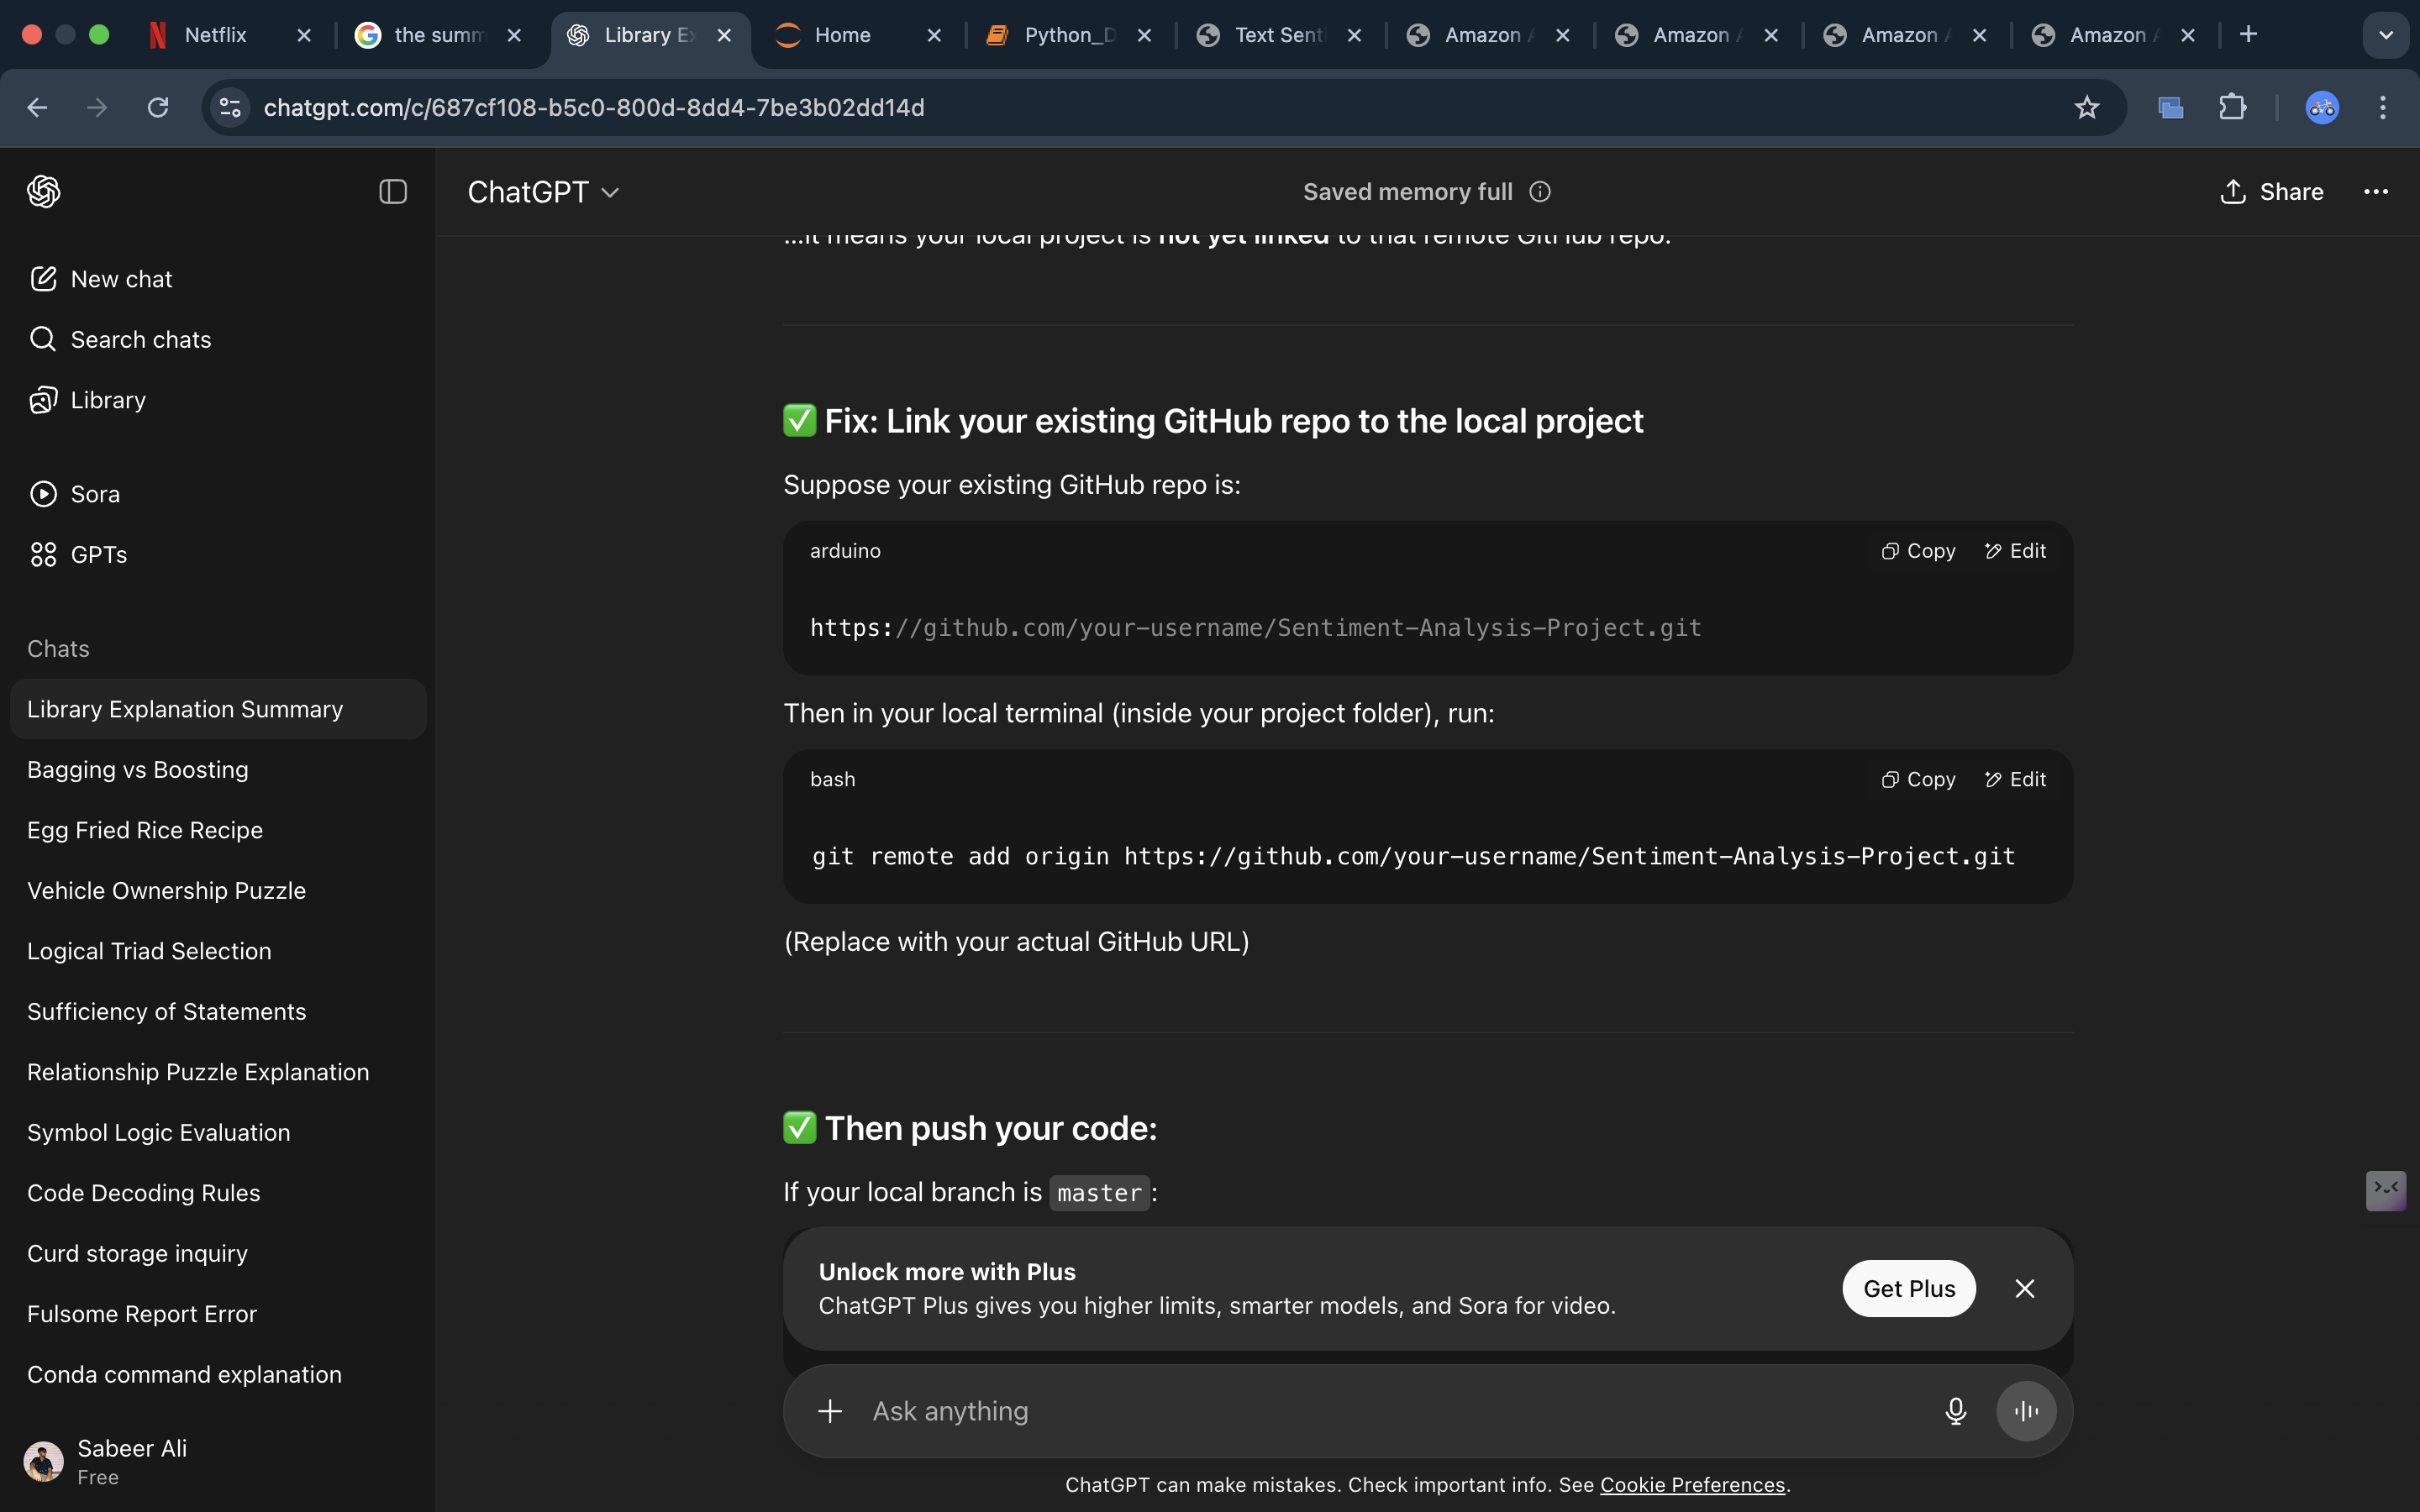 Netflix
the summ
Library Ex
Home
Python_D
Text Sent
Amazon A
Amazon A
Amazon A
Amazon A
chatgpt.com/c/687cf108-b5c0-800d-8dd4-7be3b02dd14d
New chat
Search chats
Library
Sora
GPTs
Chats
Library Explanation Summary
Bagging vs Boosting
Egg Fried Rice Recipe
Vehicle Ownership Puzzle
Logical Triad Selection
Sufficiency of Statements
Relationship Puzzle Explanation
Symbol Logic Evaluation
Code Decoding Rules
Curd storage inquiry
Fulsome Report Error
Conda command explanation
Sabeer Ali
Free
ChatGPT
Saved memory full
Share
...it means your local project is not yet linked to that remote GitHub repo.
✅ Fix: Link your existing GitHub repo to the local project
Suppose your existing GitHub repo is:
arduino
Copy
Edit
https://github.com/your-username/Sentiment-Analysis-Project.git
Then in your local terminal (inside your project folder), run:
bash
Copy
Edit
git remote add origin https://github.com/your-username/Sentiment-Analysis-Project.git
(Replace with your actual GitHub URL)
✅ Then push your code:
If your local branch is master:
Unlock more with Plus
ChatGPT Plus gives you higher limits, smarter models, and Sora for video.
Get Plus
Ask anything
ChatGPT can make mistakes. Check important info. See Cookie Preferences.